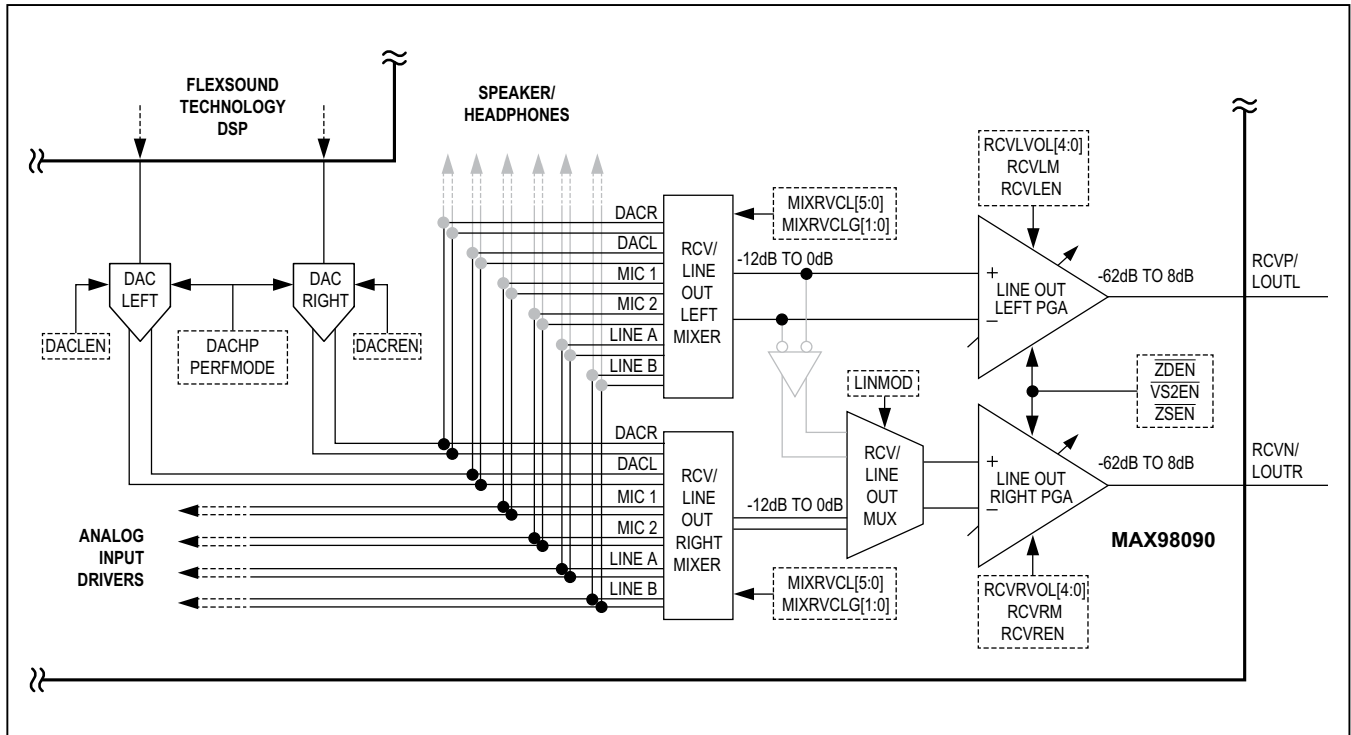 FLEXSOUND
TECHNOLOGY
DSP
SPEAKER/
HEADPHONES
DAC
LEFT
DAC
RIGHT
DACLEN
DACHP
PERFMODE
DACREN
DACR
DACL
MIC 1
MIC 2
LINE A
LINE B
RCV/
LINE
OUT
LEFT
MIXER
MIXRVCL[5:0]
MIXRVCLG[1:0]
-12dB TO 0dB
RCVLVOL[4:0]
RCVLM
RCVLEN
+
−
LINE OUT
LEFT PGA
-62dB TO 8dB
RCVP/
LOUTL
LINMOD
RCV/
LINE
OUT
MUX
ZDEN
VS2EN
ZSEN
DACR
DACL
MIC 1
MIC 2
LINE A
LINE B
RCV/
LINE
OUT
RIGHT
MIXER
-12dB TO 0dB
MIXRVCL[5:0]
MIXRVCLG[1:0]
+
−
LINE OUT
RIGHT PGA
-62dB TO 8dB
RCVN/
LOUTR
MAX98090
RCVRVOL[4:0]
RCVRM
RCVREN
ANALOG
INPUT
DRIVERS